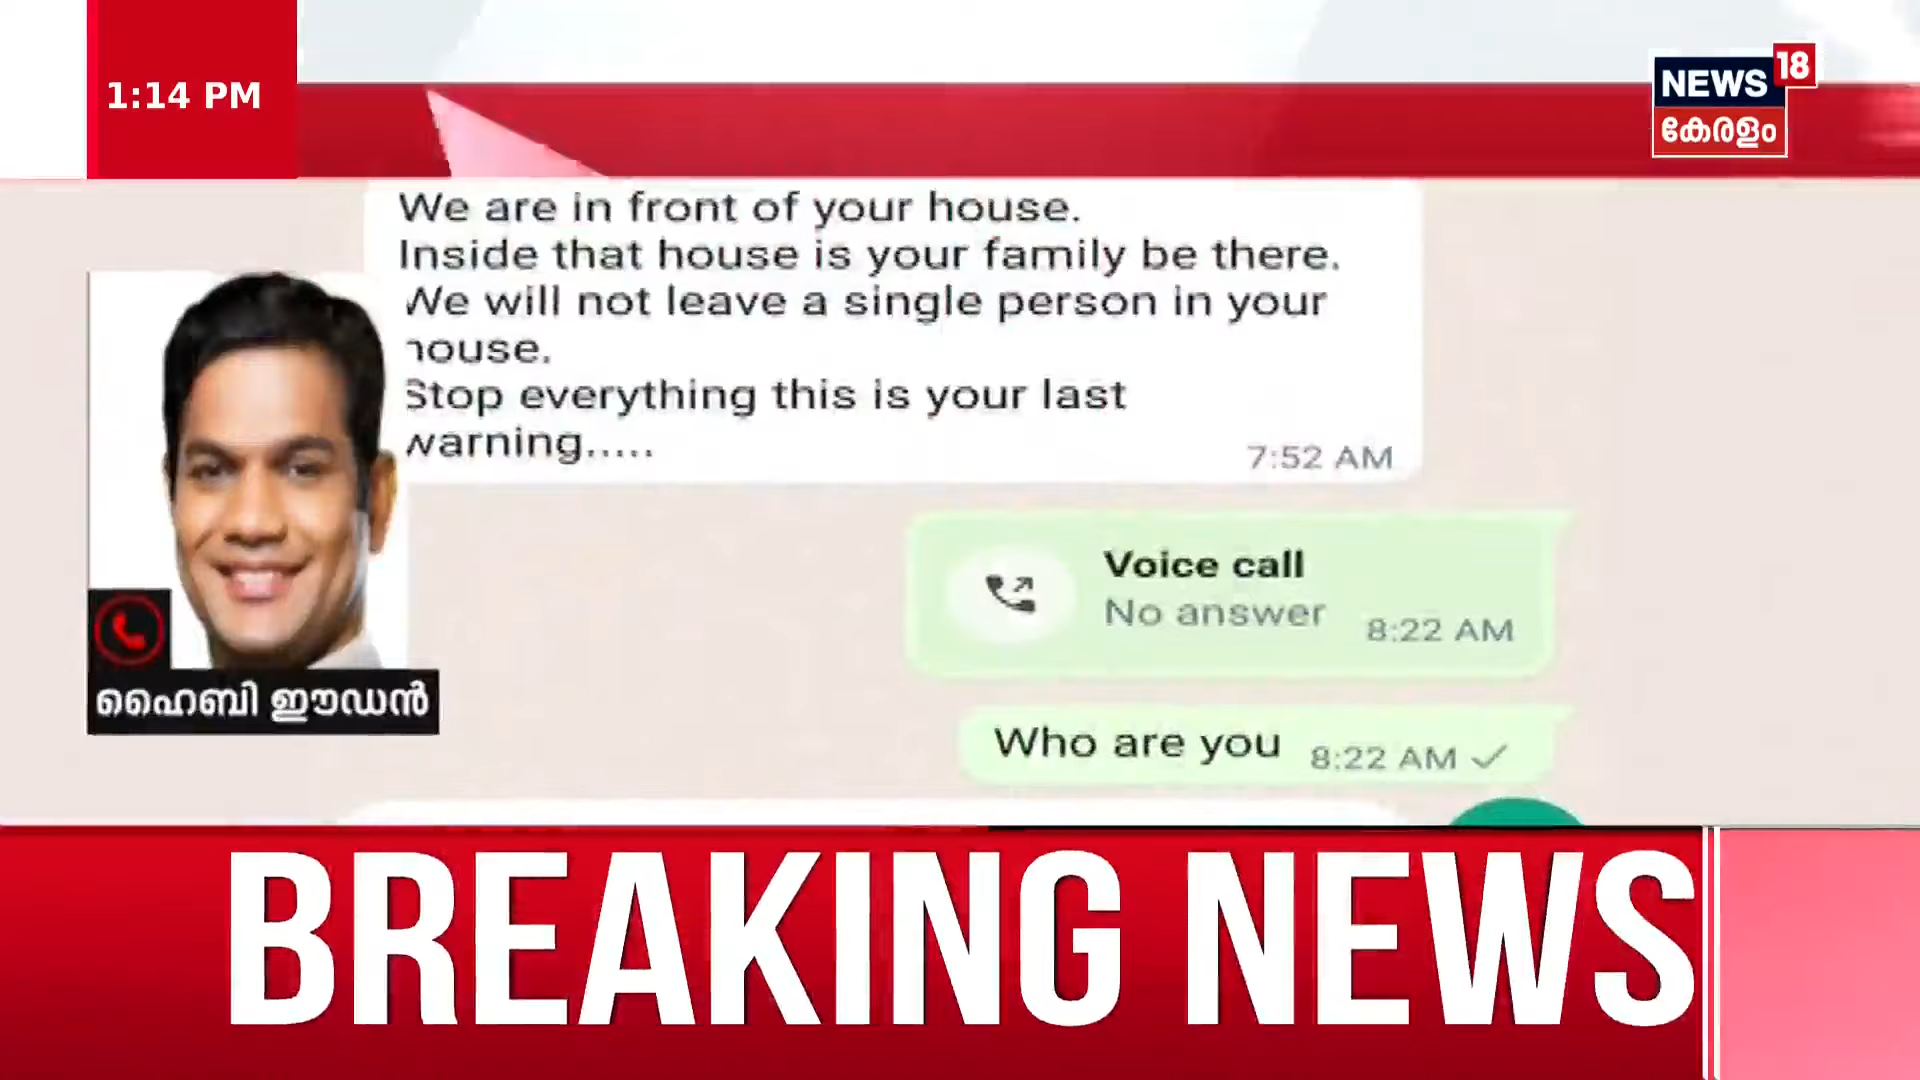 1:14 PM
NEWS 18
കേരളം
We are in front of your house.
Inside that house is your family be there.
We will not leave a single person in your
house.
Stop everything this is your last
warning.....
7:52 AM
Voice call
No answer 8:22 AM
Who are you 8:22 AM
ഹൈബി ഈഡൻ
BREAKING NEWS